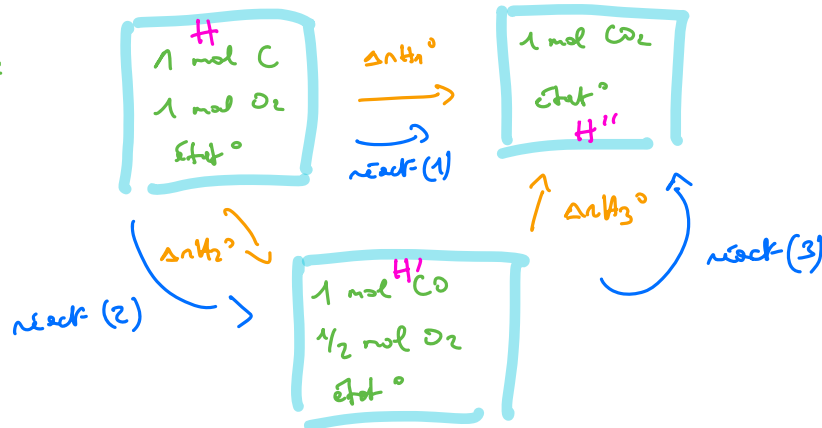 H
1 mol C
1 mol O₂
état °
ΔrH₁°
réact (1)
1 mol CO₂
état °
H''
ΔrH₂°
réact (2)
H'
1 mol CO
1/2 mol O₂
état °
ΔrH₃°
réact (3)